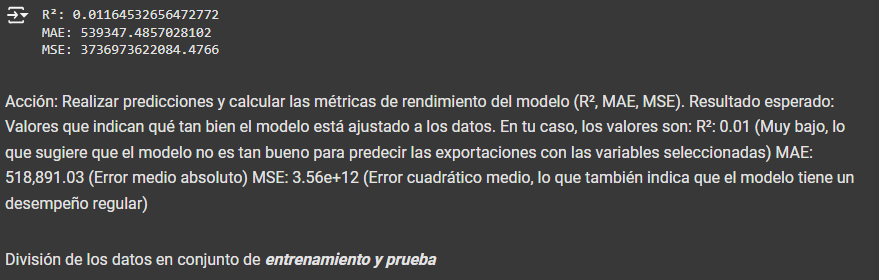 R²: 0.01164532656472772
MAE: 539347.4857028102
MSE: 3736973622084.4766
Acción: Realizar predicciones y calcular las métricas de rendimiento del modelo (R², MAE, MSE). Resultado esperado:
Valores que indican qué tan bien el modelo está ajustado a los datos. En tu caso, los valores son: R²: 0.01 (Muy bajo, lo
que sugiere que el modelo no es tan bueno para predecir las exportaciones con las variables seleccionadas) MAE:
518,891.03 (Error medio absoluto) MSE: 3.56e+12 (Error cuadrático medio, lo que también indica que el modelo tiene un
desempeño regular)
División de los datos en conjunto de entrenamiento y prueba